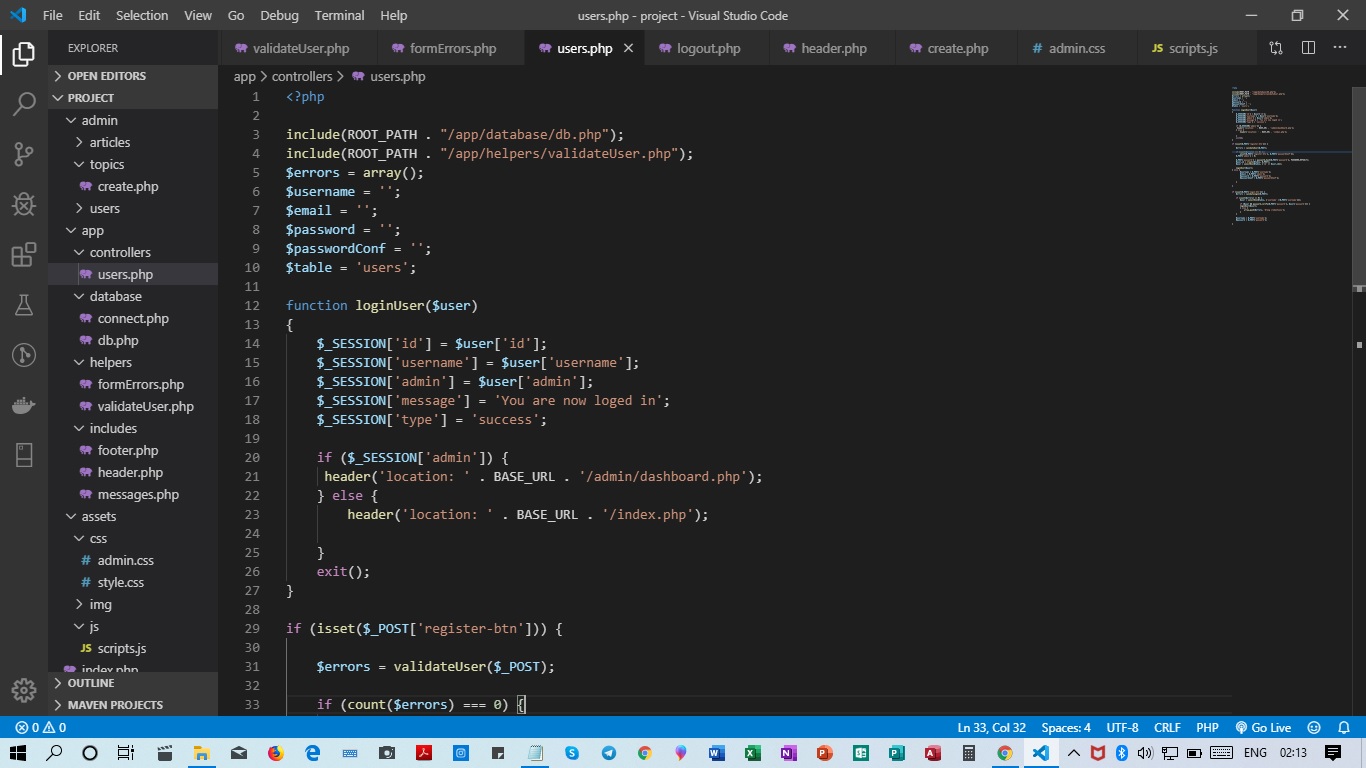 File Edit Selection View Go Debug Terminal Help users.php - project - Visual Studio Code
EXPLORER
OPEN EDITORS
PROJECT
admin
articles
topics
create.php
users
app
controllers
users.php
database
connect.php
db.php
helpers
formErrors.php
validateUser.php
includes
footer.php
header.php
messages.php
assets
css
# admin.css
# style.css
img
js
JS scripts.js
index.php
OUTLINE
MAVEN PROJECTS
validateUser.php formErrors.php users.php logout.php header.php create.php # admin.css JS scripts.js
app > controllers > users.php
1 <?php
2
3 include(ROOT_PATH . "/app/database/db.php");
4 include(ROOT_PATH . "/app/helpers/validateUser.php");
5 $errors = array();
6 $username = '';
7 $email = '';
8 $password = '';
9 $passwordConf = '';
10 $table = 'users';
11
12 function loginUser($user)
13 {
14 $_SESSION['id'] = $user['id'];
15 $_SESSION['username'] = $user['username'];
16 $_SESSION['admin'] = $user['admin'];
17 $_SESSION['message'] = 'You are now loged in';
18 $_SESSION['type'] = 'success';
19
20 if ($_SESSION['admin']) {
21 header('location: ' . BASE_URL . '/admin/dashboard.php');
22 } else {
23 header('location: ' . BASE_URL . '/index.php');
24
25 }
26 exit();
27 }
28
29 if (isset($_POST['register-btn'])) {
30
31 $errors = validateUser($_POST);
32
33 if (count($errors) === 0) {
0 0 Ln 33, Col 32 Spaces: 4 UTF-8 CRLF PHP Go Live
ENG 02:13